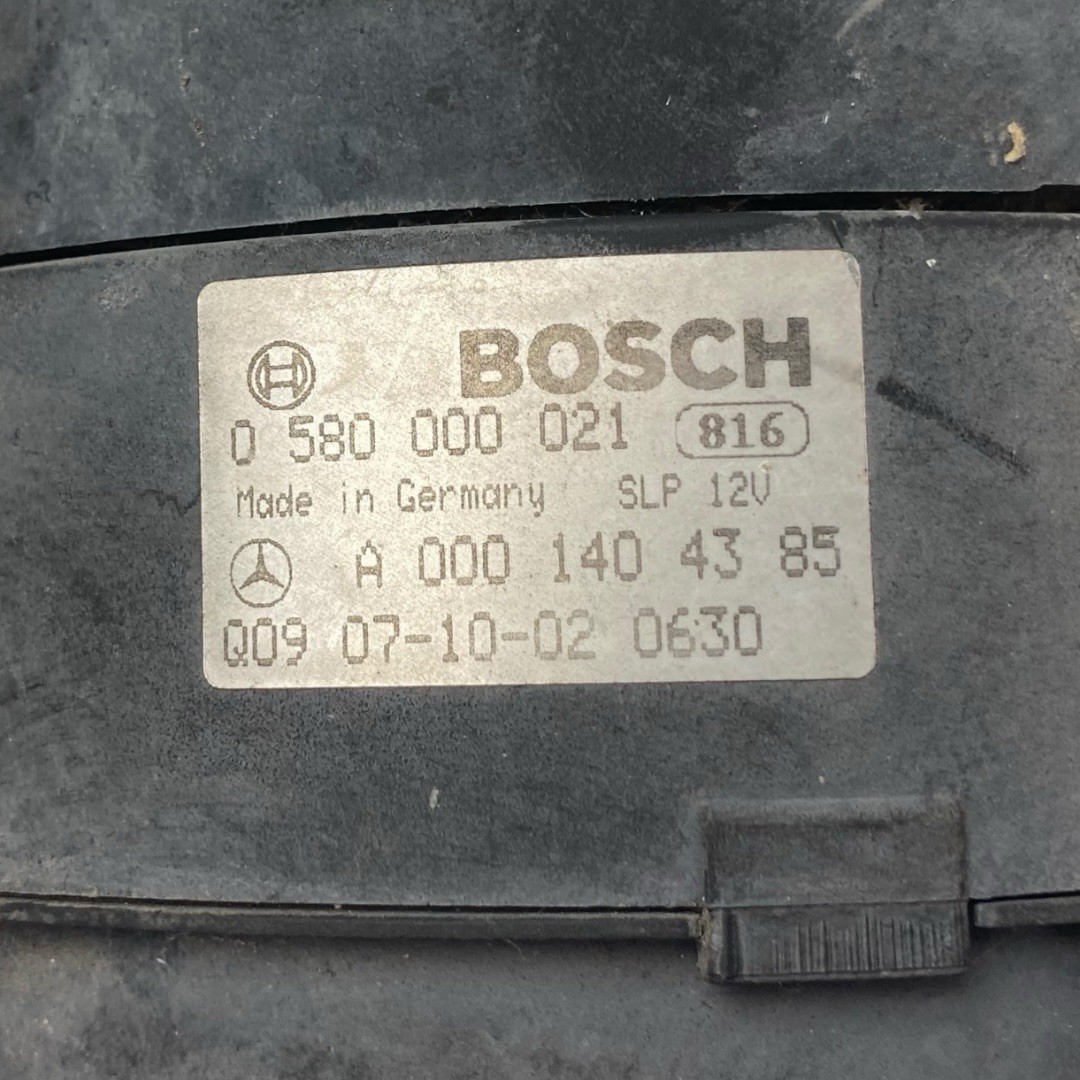 BOSCH
0 580 000 021 816
Made in Germany SLP 12V
A 000 140 43 85
Q09 07-10-02 0630